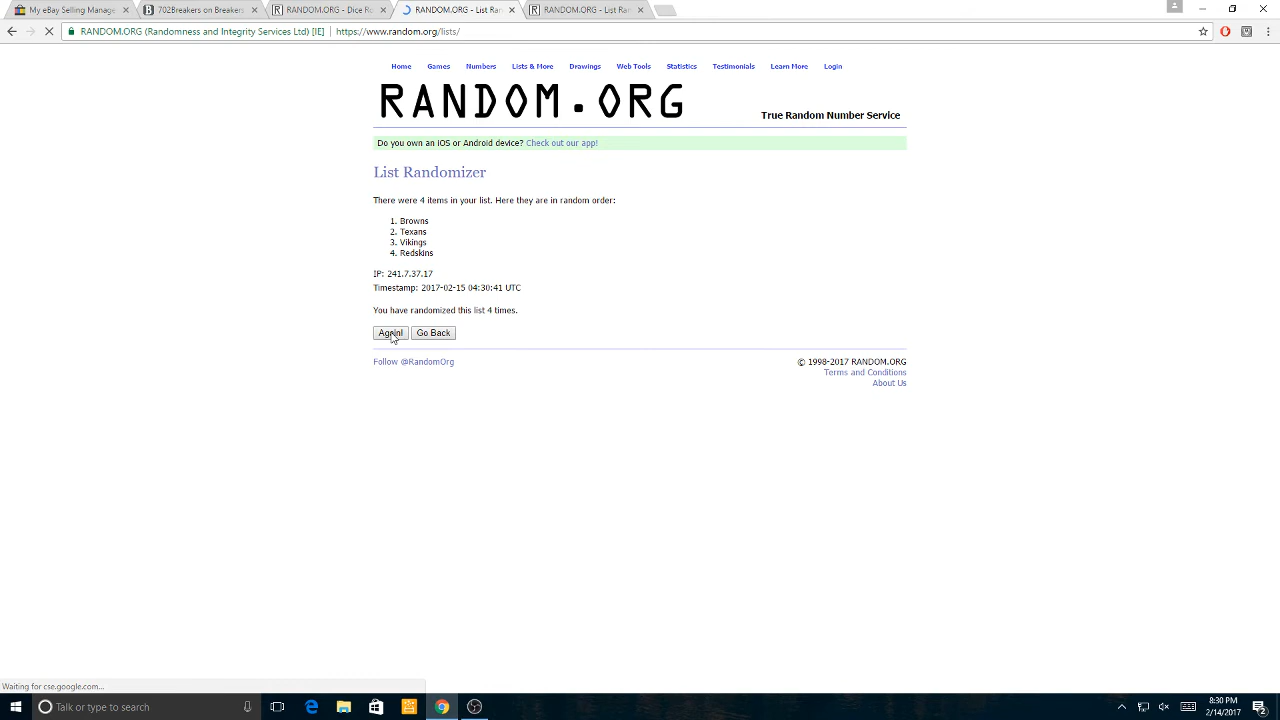 My eBay Selling Manage
702Breakers on Breakers
RANDOM.ORG - Dice Ro
RANDOM.ORG - List Ran
RANDOM.ORG - List Ran
RANDOM.ORG (Randomness and Integrity Services Ltd) [IE] https://www.random.org/lists/
Home Games Numbers Lists & More Drawings Web Tools Statistics Testimonials Learn More Login
RANDOM.ORG
True Random Number Service
Do you own an iOS or Android device? Check out our app!
List Randomizer
There were 4 items in your list. Here they are in random order:
1. Browns
2. Texans
3. Vikings
4. Redskins
IP: 241.7.37.17
Timestamp: 2017-02-15 04:30:41 UTC
You have randomized this list 4 times.
Again! Go Back
Follow @RandomOrg
© 1998-2017 RANDOM.ORG
Terms and Conditions
About Us
Waiting for cse.google.com...
Talk or type to search
8:30 PM
2/14/2017
2